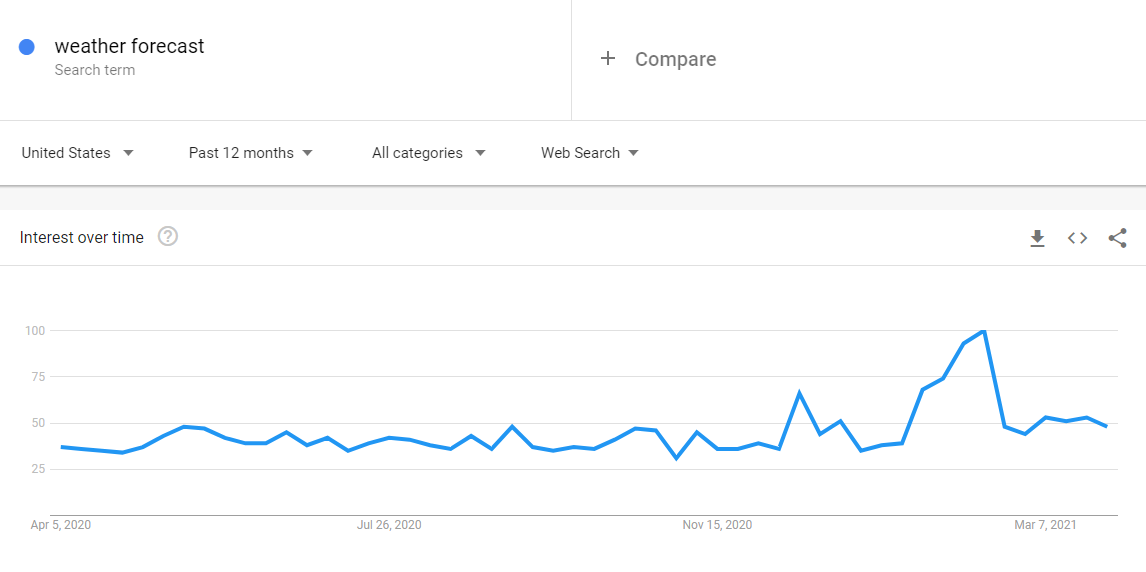 weather forecast
Search term
+ Compare
United States
Past 12 months
All categories
Web Search
Interest over time ?
100
75
50
25
Apr 5, 2020
Jul 26, 2020
Nov 15, 2020
Mar 7, 2021